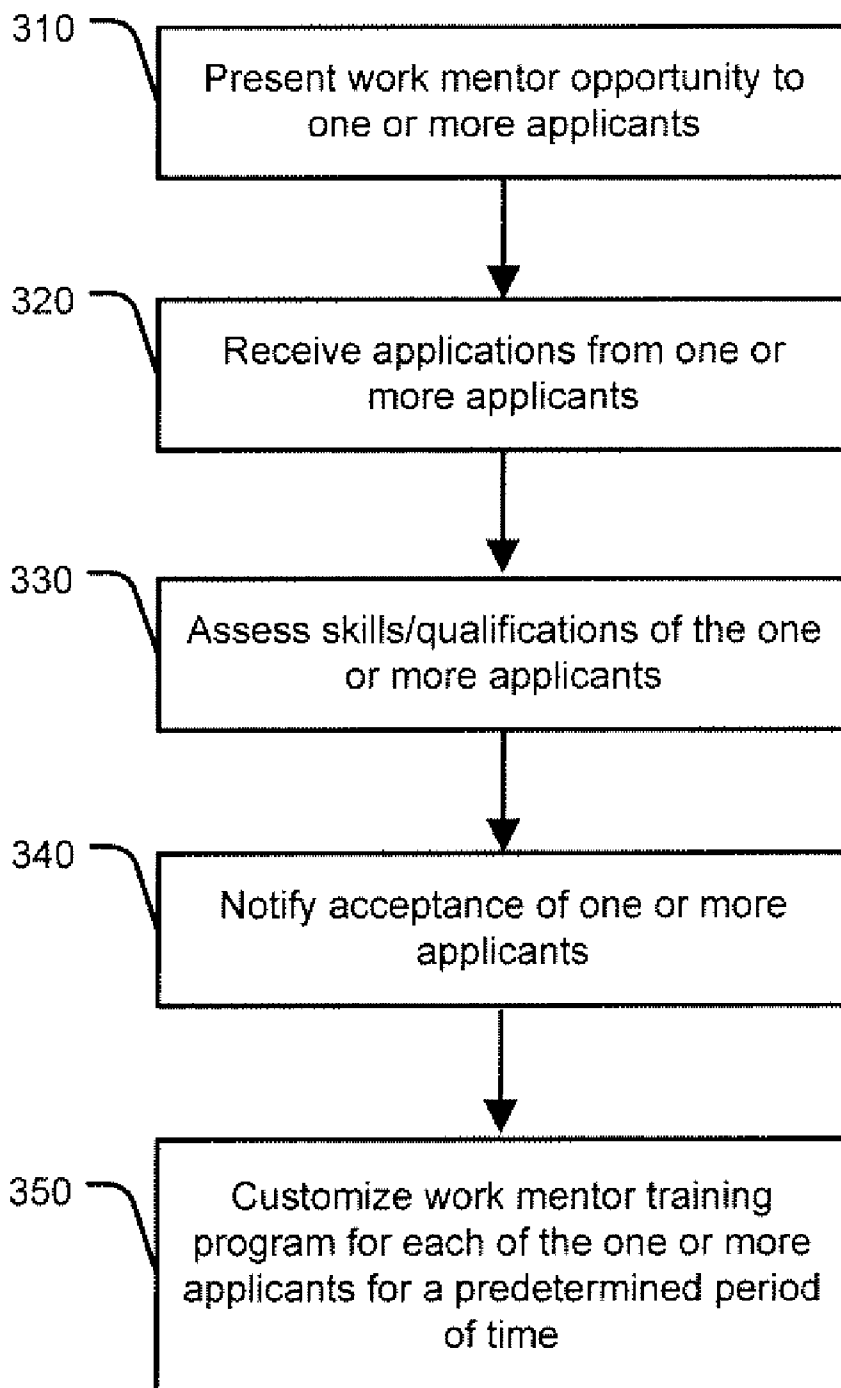 310
Present work mentor opportunity to
one or more applicants
320
Receive applications from one or
more applicants
330
Assess skills/qualifications of the one
or more applicants
340
Notify acceptance of one or more
applicants
350
Customize work mentor training
program for each of the one or more
applicants for a predetermined period
of time